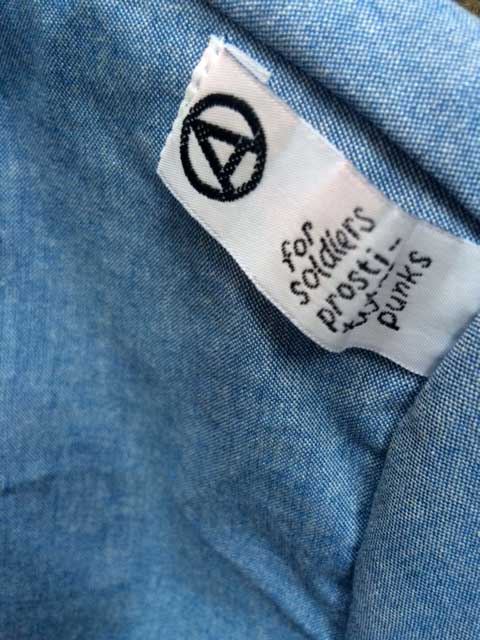 A
for
soldiers
prosti-
punks